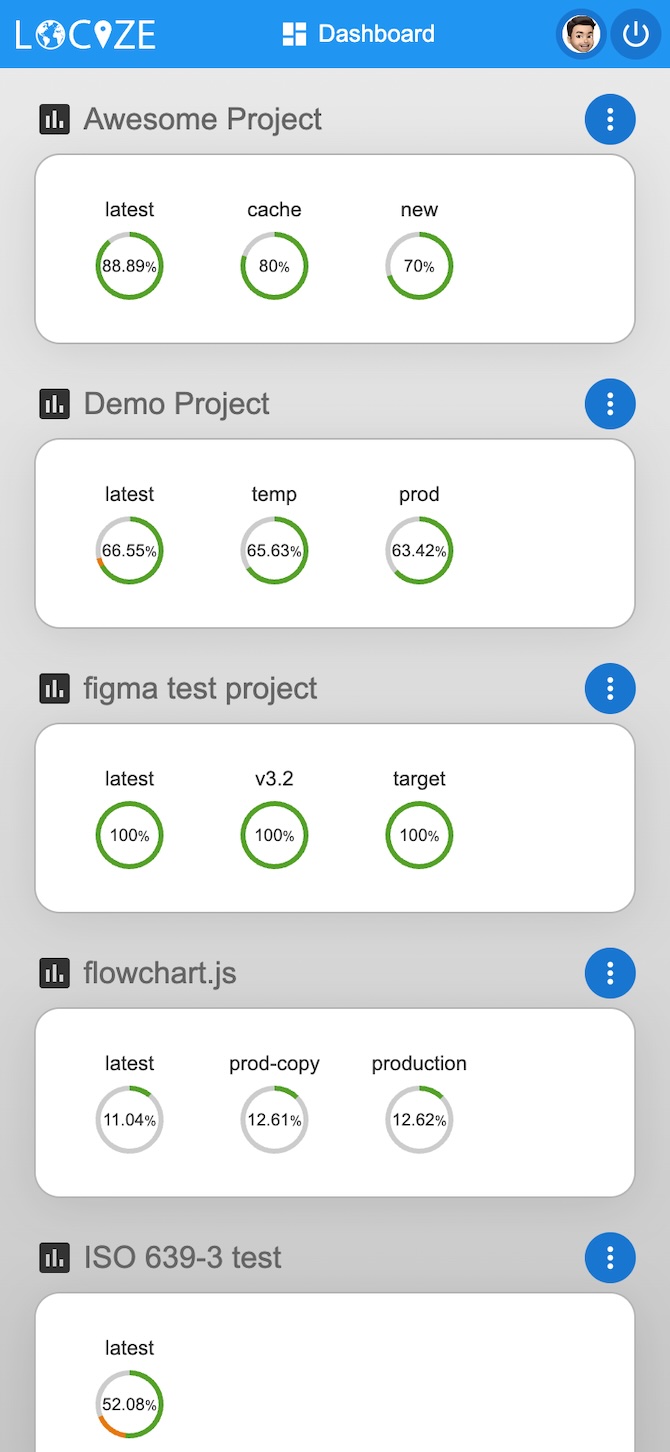 LOCIZE
Dashboard
Awesome Project
latest cache new
88.89% 80% 70%
Demo Project
latest temp prod
66.55% 65.63% 63.42%
figma test project
latest v3.2 target
100% 100% 100%
flowchart.js
latest prod-copy production
11.04% 12.61% 12.62%
ISO 639-3 test
latest
52.08%